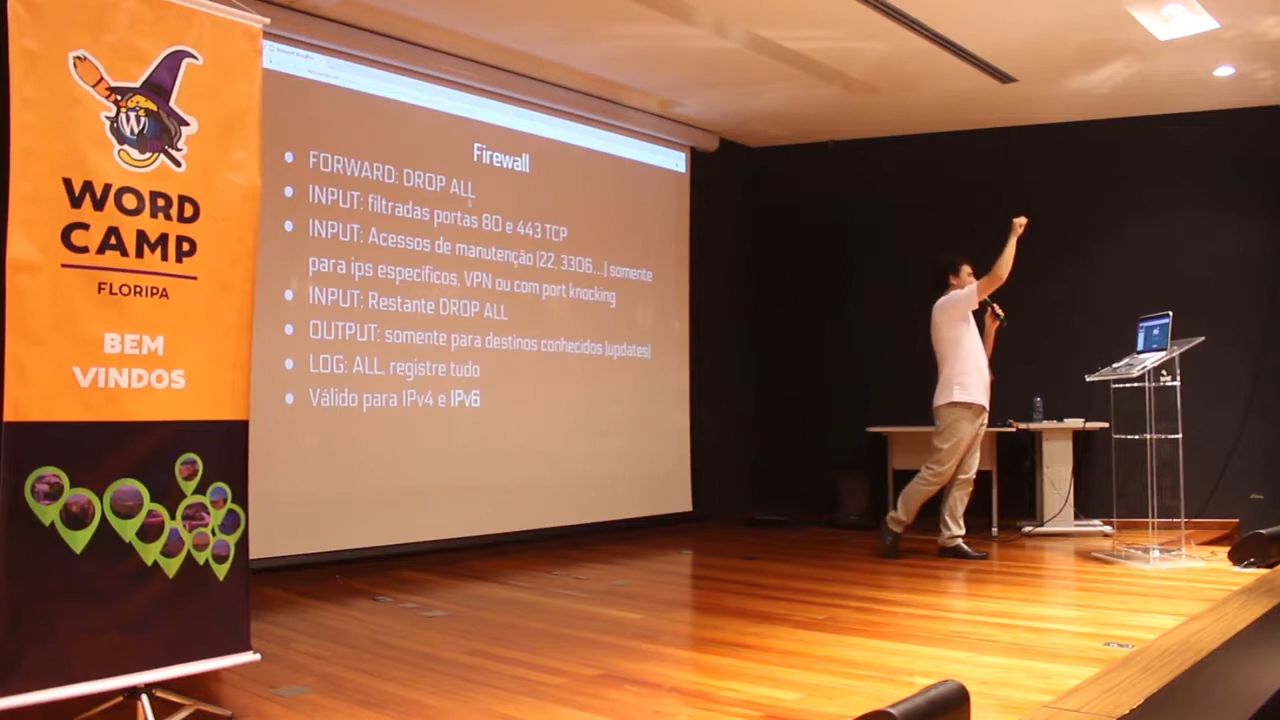 WORD
CAMP
FLORIPA
BEM
VINDOS
Firewall
FORWARD: DROP ALL
INPUT: filtradas portas 80 e 443 TCP
INPUT: Acessos de manutenção (22, 3306...) somente
para ips específicos, VPN ou com port knocking
INPUT: Restante DROP ALL
OUTPUT: somente para destinos conhecidos (updates)
LOG: ALL, registre tudo
Válido para IPv4 e IPv6